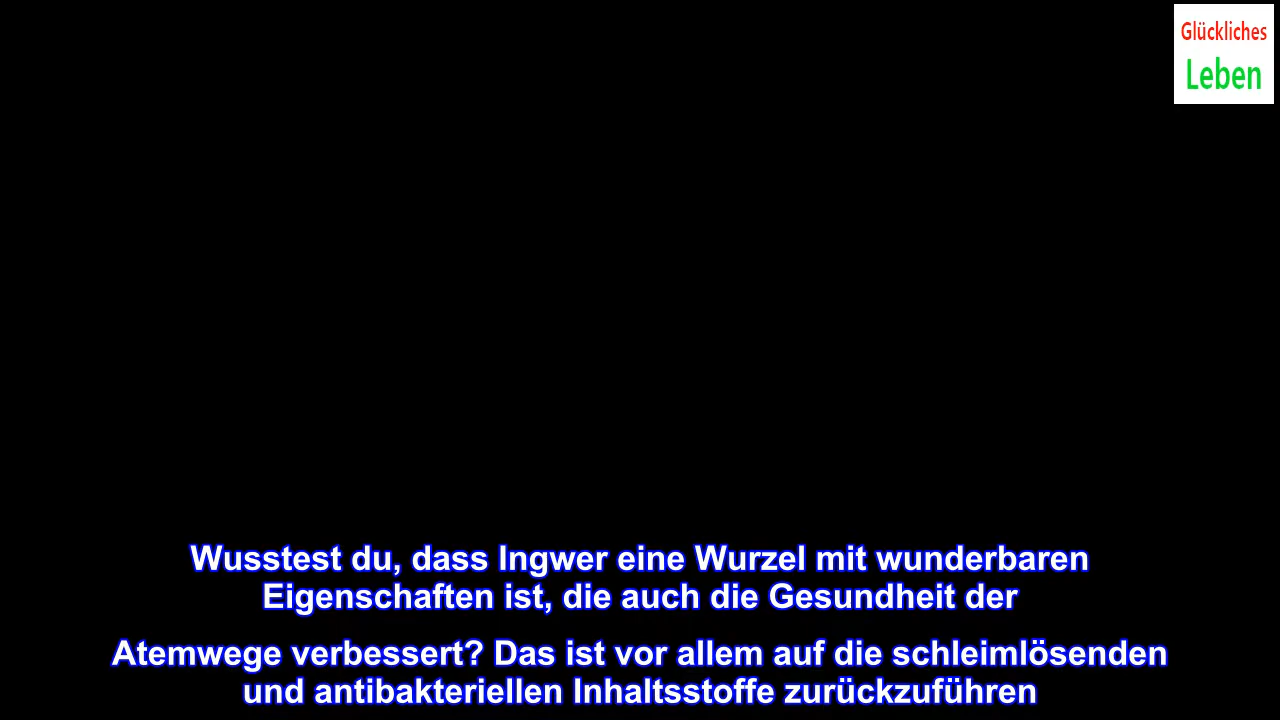 Glückliches
Leben
Wusstest du, dass Ingwer eine Wurzel mit wunderbaren
Eigenschaften ist, die auch die Gesundheit der
Atemwege verbessert? Das ist vor allem auf die schleimlösenden
und antibakteriellen Inhaltsstoffe zurückzuführen